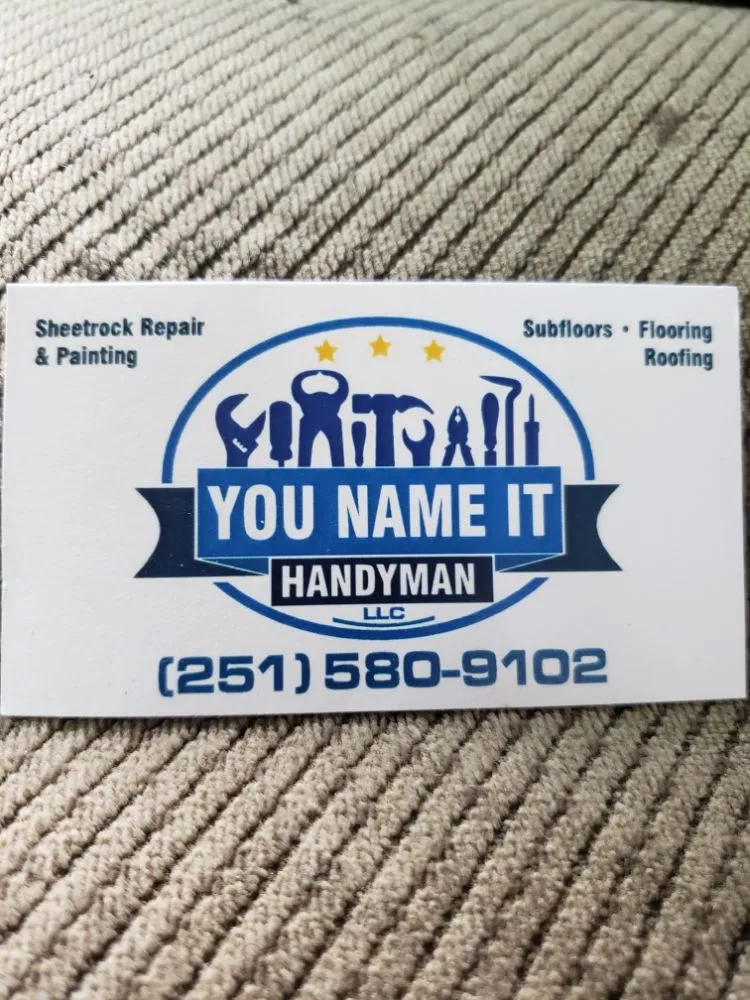 Sheetrock Repair
& Painting
Subfloors • Flooring
Roofing
YOU NAME IT
HANDYMAN
LLC
(251) 580-9102